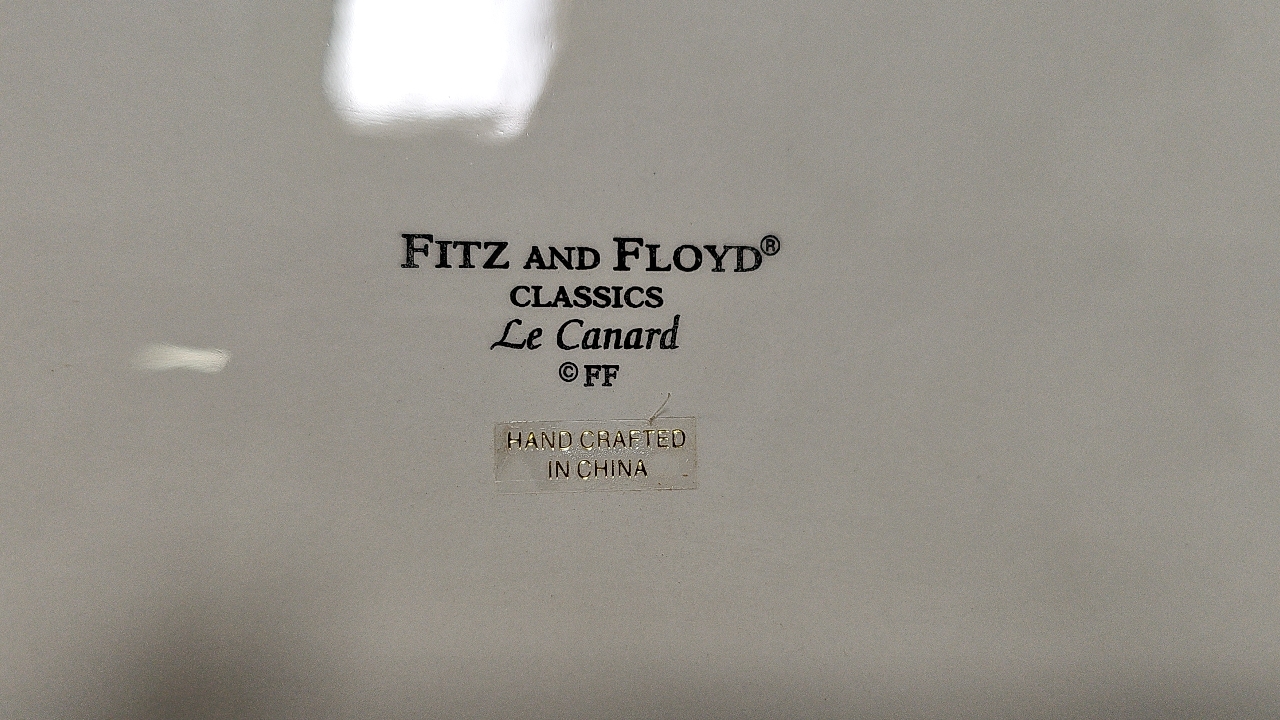 FITZ AND FLOYD®
CLASSICS
Le Canard
© FF
HAND CRAFTED
IN CHINA